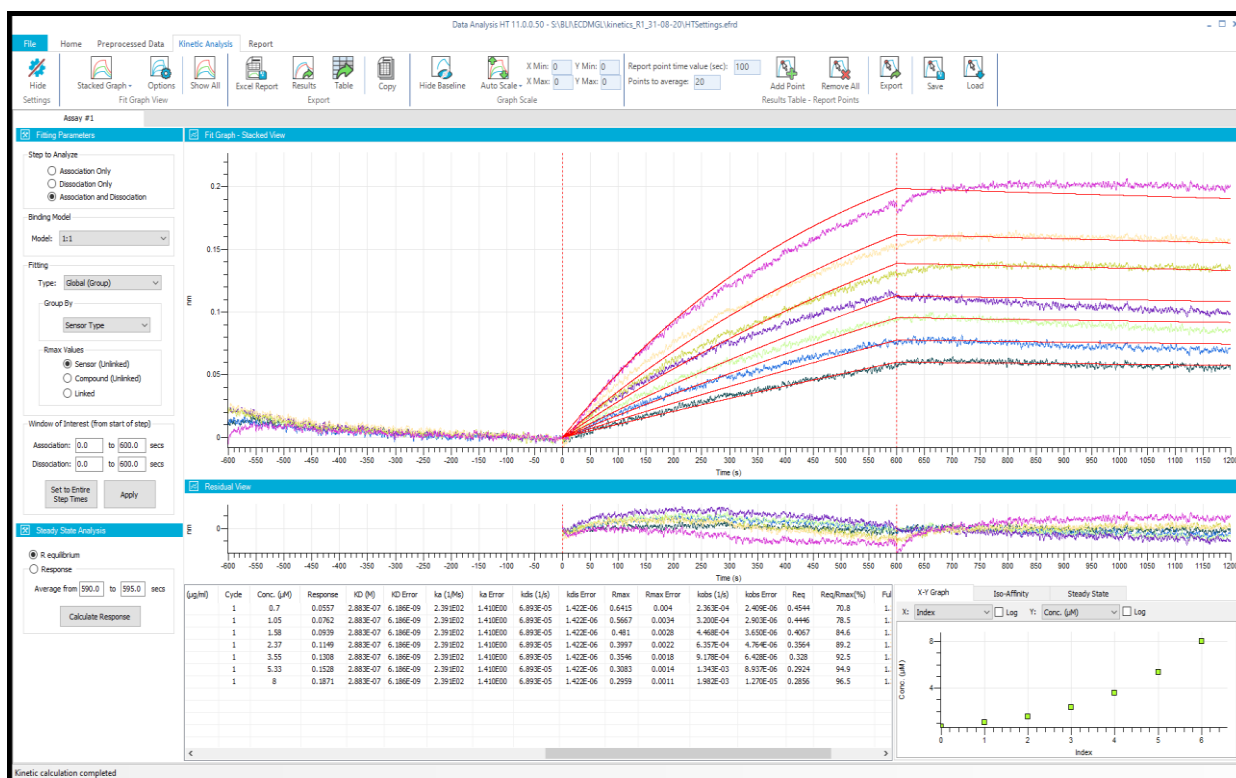 Data Analysis HT 11.0.0.50 - S:\BLI\ECDMGL\kinetics_R1_31-08-20\HTSettings.efrd
File Home Preprocessed Data Kinetic Analysis Report
Hide Stacked Graph Options Show All Excel Report Results Table Copy Hide Baseline Auto Scale
X Min: 0 Y Min: 0
X Max: 0 Y Max: 0
Report point time value (sec): 100
Points to average: 20
Add Point Remove All Export Save Load
Settings Fit Graph View Export Graph Scale Results Table - Report Points
Assay #1
Fitting Parameters
Step to Analyze
Association Only
Dissociation Only
Association and Dissociation
Binding Model
Model: 1:1
Fitting
Type: Global (Group)
Group By
Sensor Type
Rmax Values
Sensor (Unlinked)
Compound (Unlinked)
Linked
Window of Interest (from start of step)
Association: 0.0 to 600.0 secs
Dissociation: 0.0 to 600.0 secs
Set to Entire Step Times
Apply
Steady State Analysis
R equilibrium
Response
Average from 590.0 to 595.0 secs
Calculate Response
Fit Graph - Stacked View
0.2
0.15
0.1
0.05
0
nm
-600 -550 -500 -450 -400 -350 -300 -250 -200 -150 -100 -50 0 50 100 150 200 250 300 350 400 450 500 550 600 650 700 750 800 850 900 950 1000 1050 1100 1150 1200
Time (s)
Residual View
0
nm
-600 -550 -500 -450 -400 -350 -300 -250 -200 -150 -100 -50 0 50 100 150 200 250 300 350 400 450 500 550 600 650 700 750 800 850 900 950 1000 1050 1100 1150 1200
Time (s)
(µg/ml) Cycle Conc. (µM) Response KD (M) KD Error ka (1/Ms) ka Error kdis (1/s) kdis Error Rmax Rmax Error kobs (1/s) kobs Error Req Req/Rmax(%) Ful
1 0.7 0.0557 2.883E-07 6.186E-09 2.391E02 1.410E00 6.893E-05 1.422E-06 0.6415 0.004 2.363E-04 2.409E-06 0.4544 70.8 1.
1 1.05 0.0762 2.883E-07 6.186E-09 2.391E02 1.410E00 6.893E-05 1.422E-06 0.5667 0.0034 3.200E-04 2.903E-06 0.4446 78.5 1.
1 1.58 0.0939 2.883E-07 6.186E-09 2.391E02 1.410E00 6.893E-05 1.422E-06 0.481 0.0028 4.468E-04 3.650E-06 0.4067 84.6 1.
1 2.37 0.1149 2.883E-07 6.186E-09 2.391E02 1.410E00 6.893E-05 1.422E-06 0.3997 0.0022 6.357E-04 4.764E-06 0.3564 89.2 1.
1 3.55 0.1308 2.883E-07 6.186E-09 2.391E02 1.410E00 6.893E-05 1.422E-06 0.3546 0.0018 9.178E-04 6.428E-06 0.328 92.5 1.
1 5.33 0.1528 2.883E-07 6.186E-09 2.391E02 1.410E00 6.893E-05 1.422E-06 0.3083 0.0014 1.343E-03 8.937E-06 0.2924 94.9 1.
1 8 0.1871 2.883E-07 6.186E-09 2.391E02 1.410E00 6.893E-05 1.422E-06 0.2959 0.0011 1.982E-03 1.270E-05 0.2856 96.5 1.
X-Y Graph Iso-Affinity Steady State
X: Index Log Y: Conc. (µM) Log
8
4
Conc. (µM)
0 1 2 3 4 5 6
Index
Kinetic calculation completed